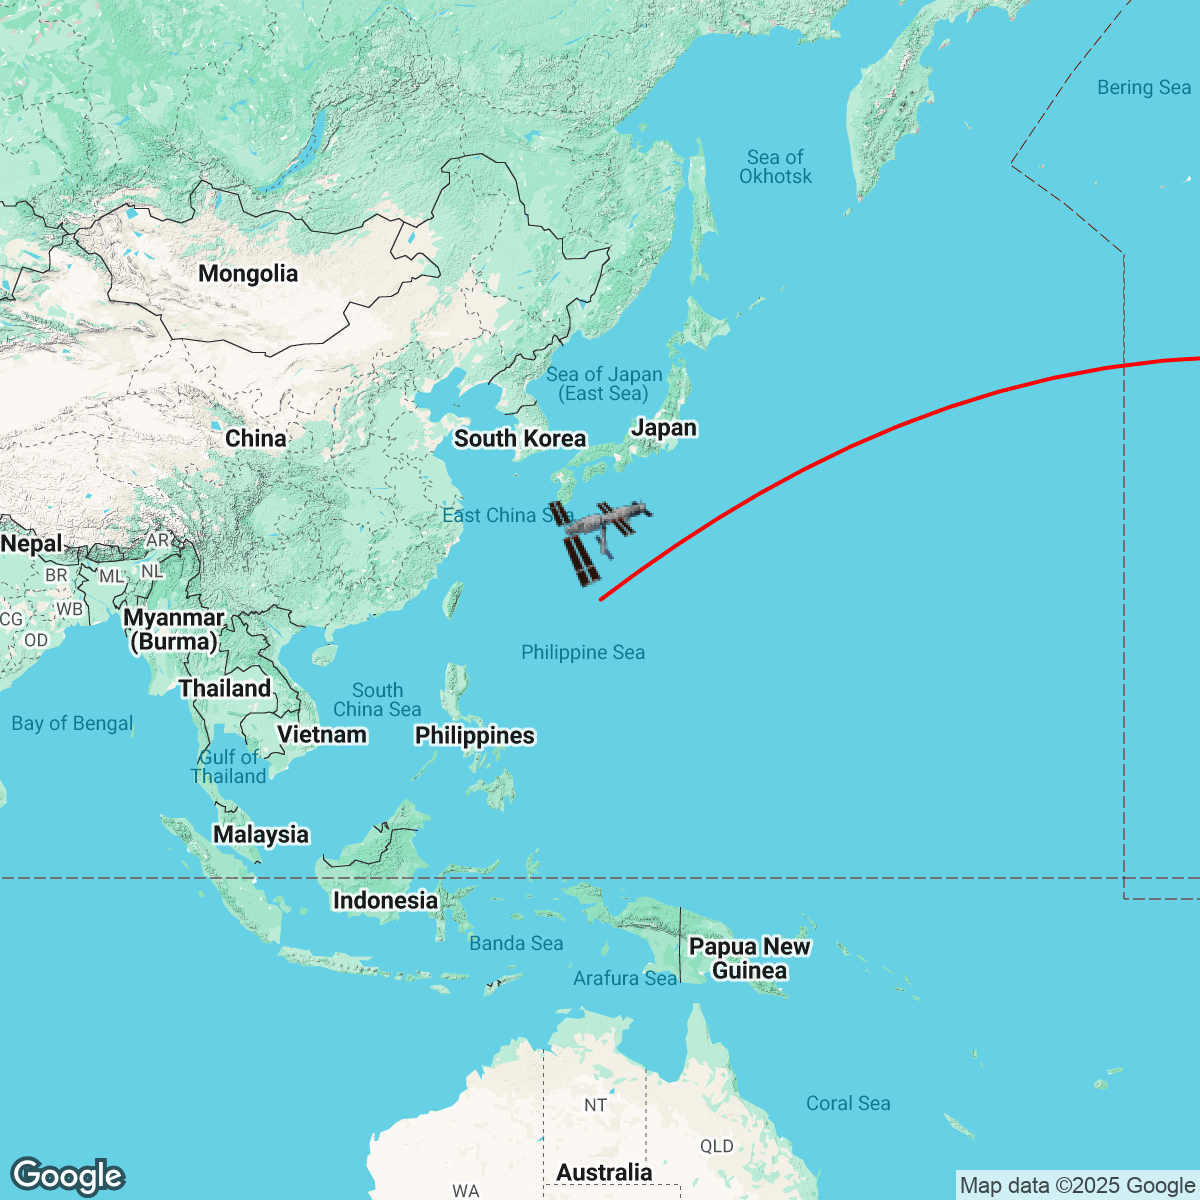 Bering Sea
Sea of
Okhotsk
Mongolia
Sea of Japan
(East Sea)
Japan
South Korea
China
East China Sea
Nepal
AR
BR
ML
NL
WB
CG
OD
Myanmar
(Burma)
Philippine Sea
Thailand
South
China Sea
Bay of Bengal
Vietnam
Philippines
Gulf of
Thailand
Malaysia
Indonesia
Banda Sea
Papua New
Guinea
Arafura Sea
NT
Coral Sea
QLD
Australia
WA
Google
Map data ©2025 Google